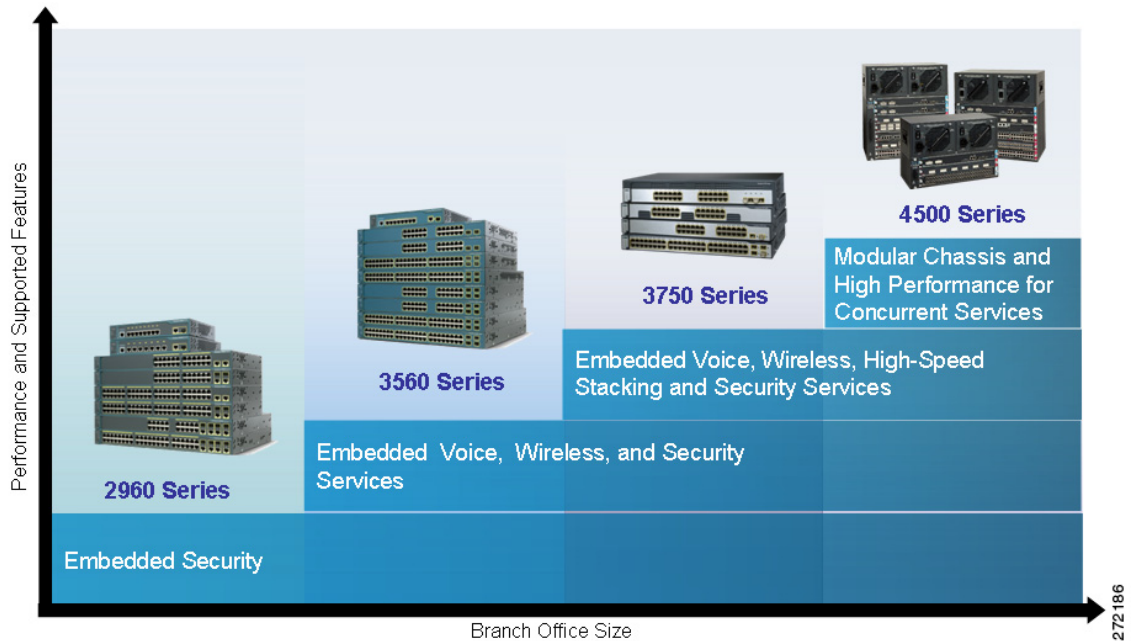 Performance and Supported Features
4500 Series
Modular Chassis and
High Performance for
Concurrent Services
3750 Series
Embedded Voice, Wireless, High-Speed
Stacking and Security Services
3560 Series
Embedded Voice, Wireless, and Security
Services
2960 Series
Embedded Security
Branch Office Size
272186